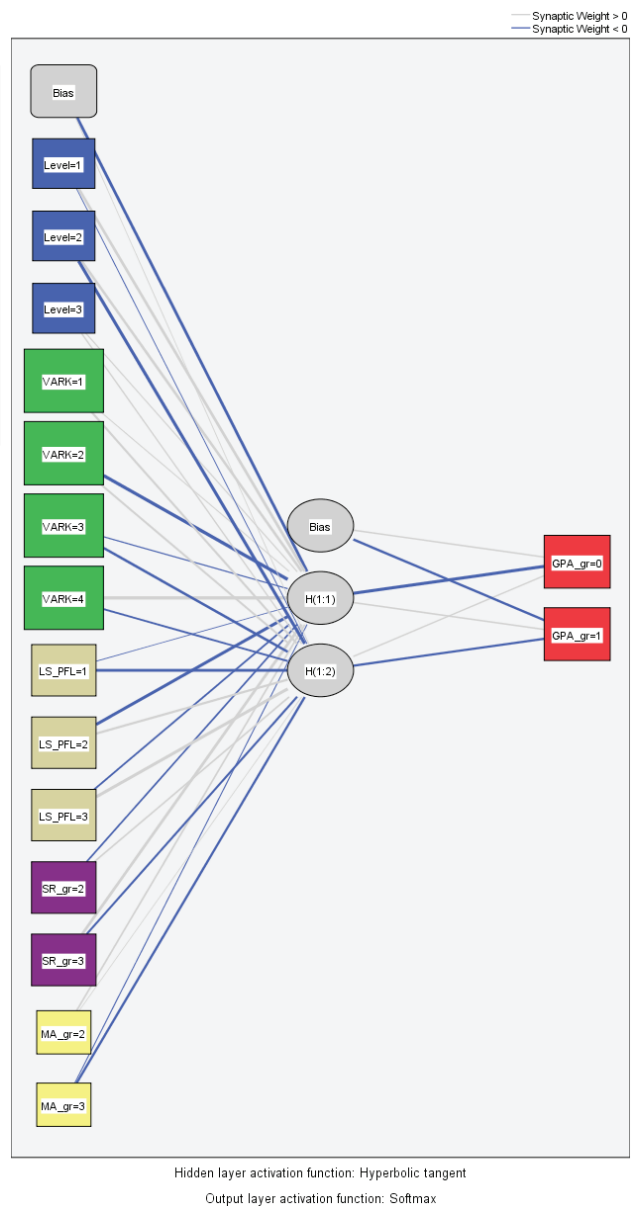 Synaptic Weight > 0
Synaptic Weight < 0
Bias
Level=1
Level=2
Level=3
VARK=1
VARK=2
VARK=3
VARK=4
LS_PFL=1
LS_PFL=2
LS_PFL=3
SR_gr=2
SR_gr=3
MA_gr=2
MA_gr=3
Bias
H(1:1)
H(1:2)
GPA_gr=0
GPA_gr=1
Hidden layer activation function: Hyperbolic tangent
Output layer activation function: Softmax